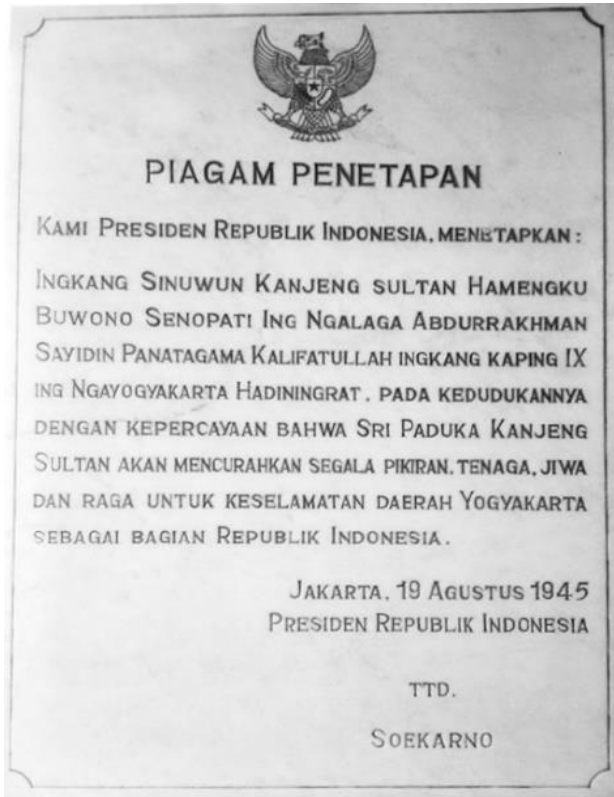 PIAGAM PENETAPAN
KAMI PRESIDEN REPUBLIK INDONESIA, MENETAPKAN :
INGKANG SINUWUN KANJENG SULTAN HAMENGKU
BUWONO SENOPATI ING NGALAGA ABDURRAKHMAN
SAYIDIN PANATAGAMA KALIFATULLAH INGKANG KAPING IX
ING NGAYOGYAKARTA HADININGRAT, PADA KEDUDUKANNYA
DENGAN KEPERCAYAAN BAHWA SRI PADUKA KANJENG
SULTAN AKAN MENCURAHKAN SEGALA PIKIRAN, TENAGA, JIWA
DAN RAGA UNTUK KESELAMATAN DAERAH YOGYAKARTA
SEBAGAI BAGIAN REPUBLIK INDONESIA.
JAKARTA, 19 AGUSTUS 1945
PRESIDEN REPUBLIK INDONESIA
TTD.
SOEKARNO